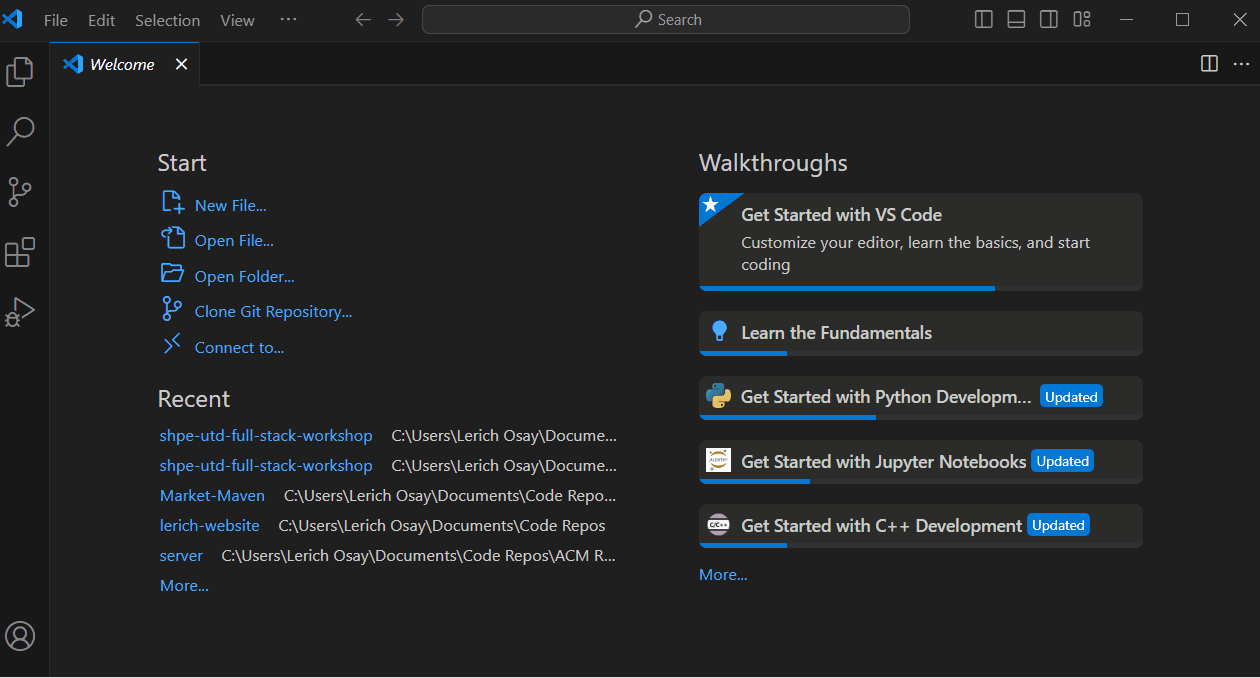 File Edit Selection View ··· Search
Welcome
Start
New File...
Open File...
Open Folder...
Clone Git Repository...
Connect to...
Recent
shpe-utd-full-stack-workshop C:\Users\Lerich Osay\Docume...
shpe-utd-full-stack-workshop C:\Users\Lerich Osay\Docume...
Market-Maven C:\Users\Lerich Osay\Documents\Code Repo...
lerich-website C:\Users\Lerich Osay\Documents\Code Repos
server C:\Users\Lerich Osay\Documents\Code Repos\ACM R...
More...
Walkthroughs
Get Started with VS Code
Customize your editor, learn the basics, and start
coding
Learn the Fundamentals
Get Started with Python Developm... Updated
jupyter Get Started with Jupyter Notebooks Updated
C/C++ Get Started with C++ Development Updated
More...